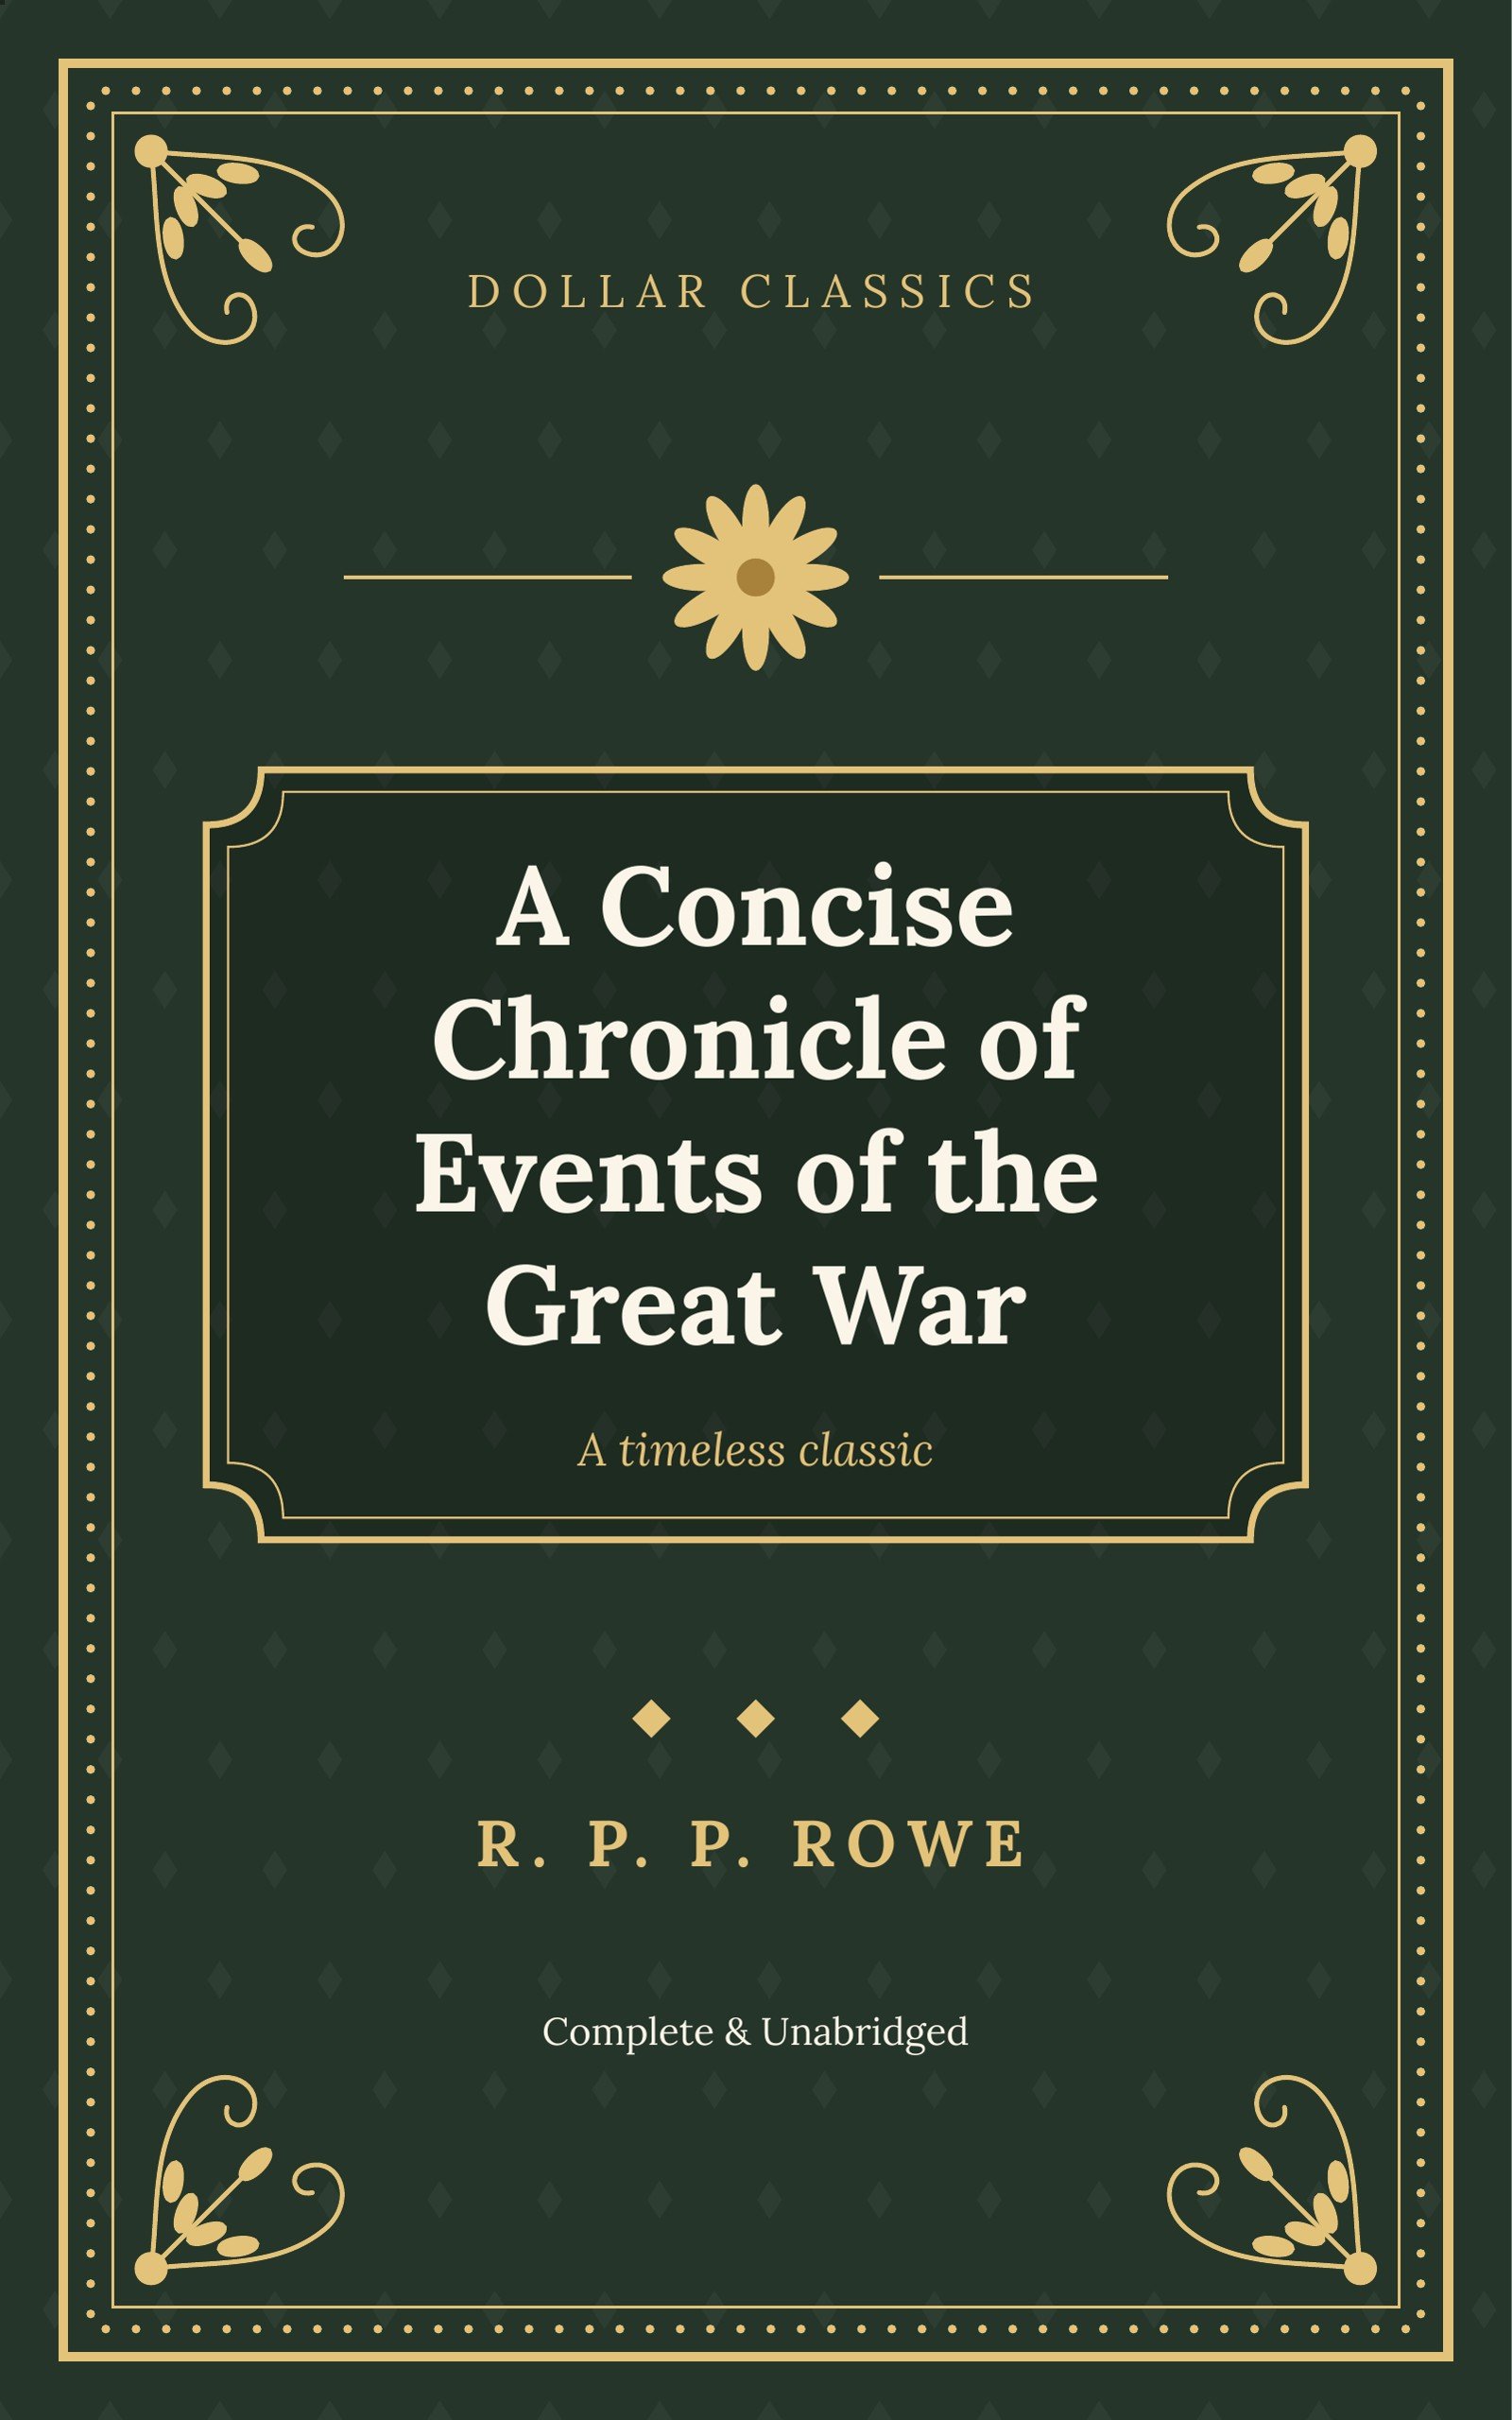 DOLLAR CLASSICS
A Concise
Chronicle of
Events of the
Great War
A timeless classic
R. P. P. ROWE
Complete & Unabridged